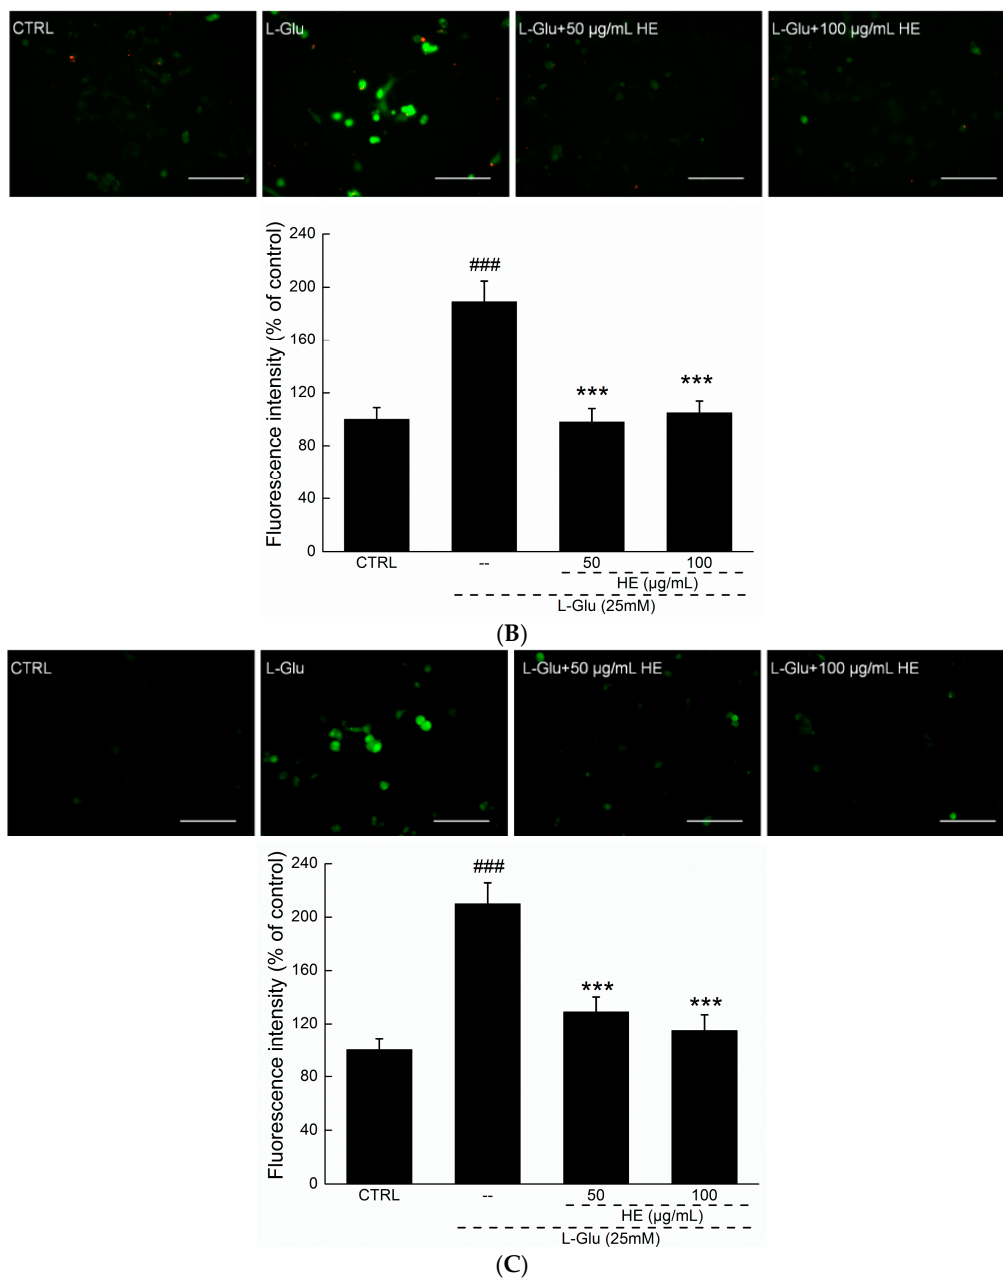 CTRL L-Glu L-Glu+50 µg/mL HE L-Glu+100 µg/mL HE
Fluorescence intensity (% of control)
240
###
200
160
***
***
120
80
40
0
CTRL -- 50 100
HE (µg/mL)
L-Glu (25mM)
(B)
CTRL L-Glu L-Glu+50 µg/mL HE L-Glu+100 µg/mL HE
Fluorescence intensity (% of control)
240
###
200
160
***
***
120
80
40
0
CTRL -- 50 100
HE (µg/mL)
L-Glu (25mM)
(C)